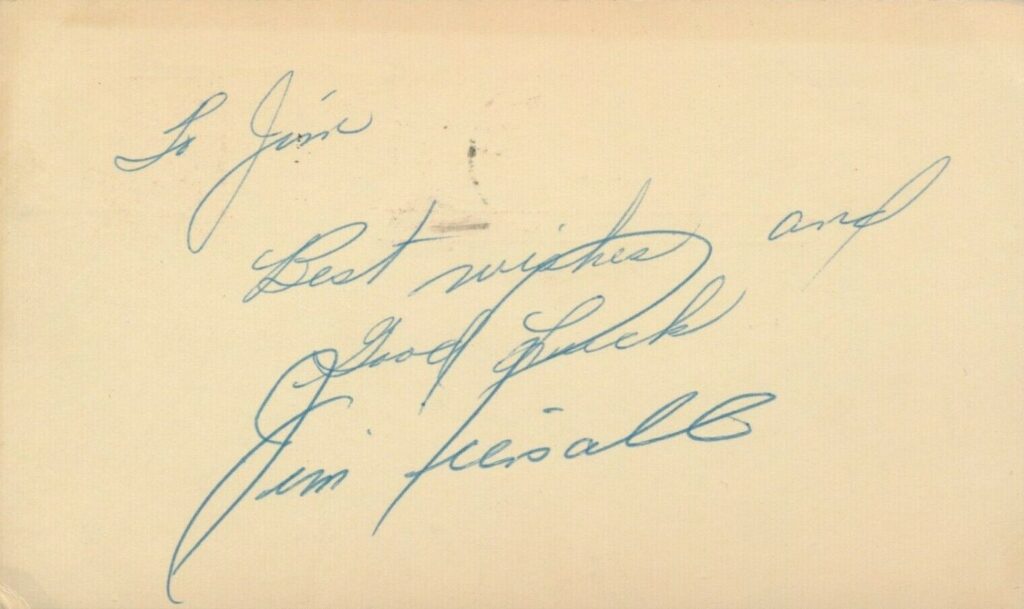 To Jim
Best wishes and
Good Luck
Jim Piersall